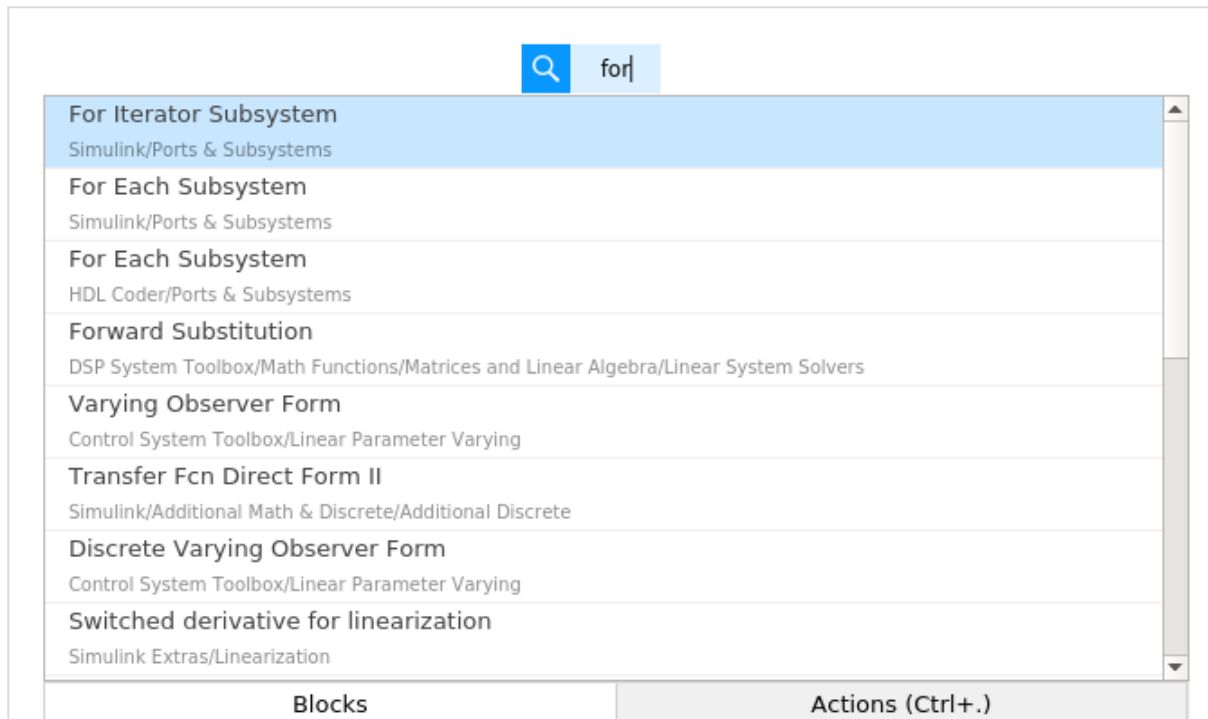 for
For Iterator Subsystem
Simulink/Ports & Subsystems
For Each Subsystem
Simulink/Ports & Subsystems
For Each Subsystem
HDL Coder/Ports & Subsystems
Forward Substitution
DSP System Toolbox/Math Functions/Matrices and Linear Algebra/Linear System Solvers
Varying Observer Form
Control System Toolbox/Linear Parameter Varying
Transfer Fcn Direct Form II
Simulink/Additional Math & Discrete/Additional Discrete
Discrete Varying Observer Form
Control System Toolbox/Linear Parameter Varying
Switched derivative for linearization
Simulink Extras/Linearization
Blocks Actions (Ctrl+.)